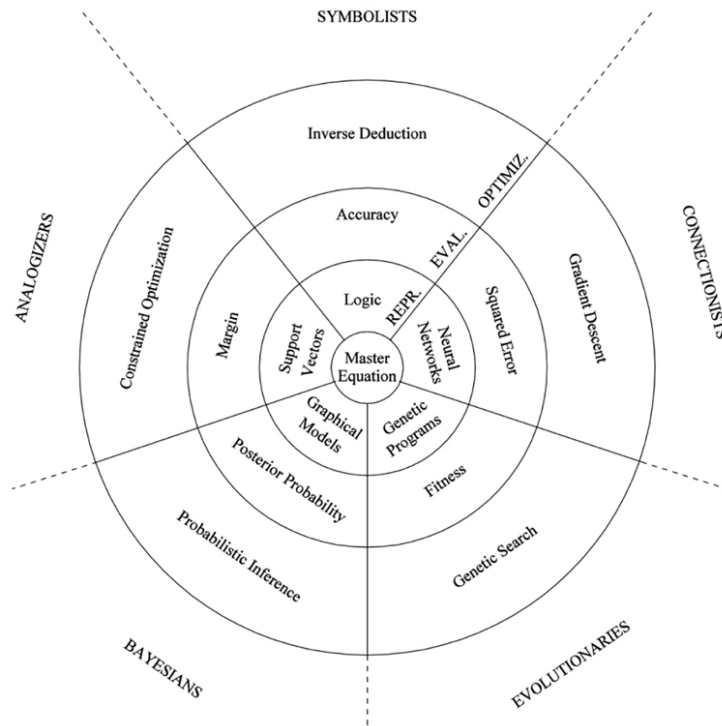 SYMBOLISTS
Inverse Deduction
OPTIMIZ.
Accuracy
EVAL.
Logic
REPR.
ANALOGIZERS
Constrained Optimization
Margin
Support
Vectors
Master
Equation
Neural
Networks
Squared Error
Gradient Descent
CONNECTIONISTS
Graphical
Models
Genetic
Programs
Posterior Probability
Fitness
Probabilistic Inference
Genetic Search
BAYESIANS
EVOLUTIONARIES